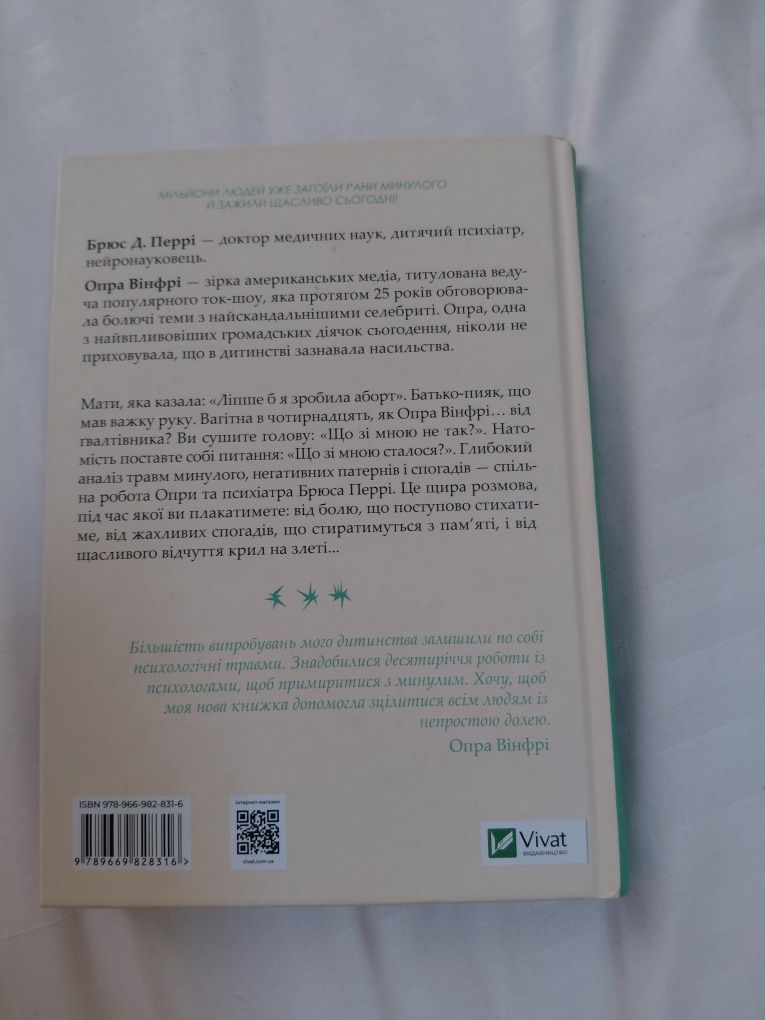 МІЛЬЙОНИ ЛЮДЕЙ УЖЕ ЗАГОЇЛИ РАНИ МИНУЛОГО
Й ЗАЖИЛИ ЩАСЛИВО СЬОГОДНІ!
Брюс Д. Перрі — доктор медичних наук, дитячий психіатр,
нейронауковець.
Опра Вінфрі — зірка американських медіа, титулована веду-
ча популярного ток-шоу, яка протягом 25 років обговорюва-
ла болючі теми з найскандальнішими селебриті. Опра, одна
з найвпливовіших громадських діячок сьогодення, ніколи не
приховувала, що в дитинстві зазнавала насильства.
Мати, яка казала: «Ліпше б я зробила аборт». Батько-пияк, що
мав важку руку. Вагітна в чотирнадцять, як Опра Вінфрі… від
ґвалтівника? Ви сушите голову: «Що зі мною не так?». Нато-
мість поставте собі питання: «Що зі мною сталося?». Глибокий
аналіз травм минулого, негативних патернів і спогадів — спіль-
на робота Опри та психіатра Брюса Перрі. Це щира розмова,
під час якої ви плакатимете: від болю, що поступово стихати-
ме, від жахливих спогадів, що стиратимуться з пам’яті, і від
щасливого відчуття крил на злеті...
Більшість випробувань мого дитинства залишили по собі
психологічні травми. Знадобилися десятиріччя роботи із
психологами, щоб примиритися з минулим. Хочу, щоб
моя нова книжка допомогла зцілитися всім людям із
непростою долею.
Опра Вінфрі
ISBN 978-966-982-831-6
9 789669 828316 >
інтернет-магазин
vivat.com.ua
Vivat
ВИДАВНИЦТВО